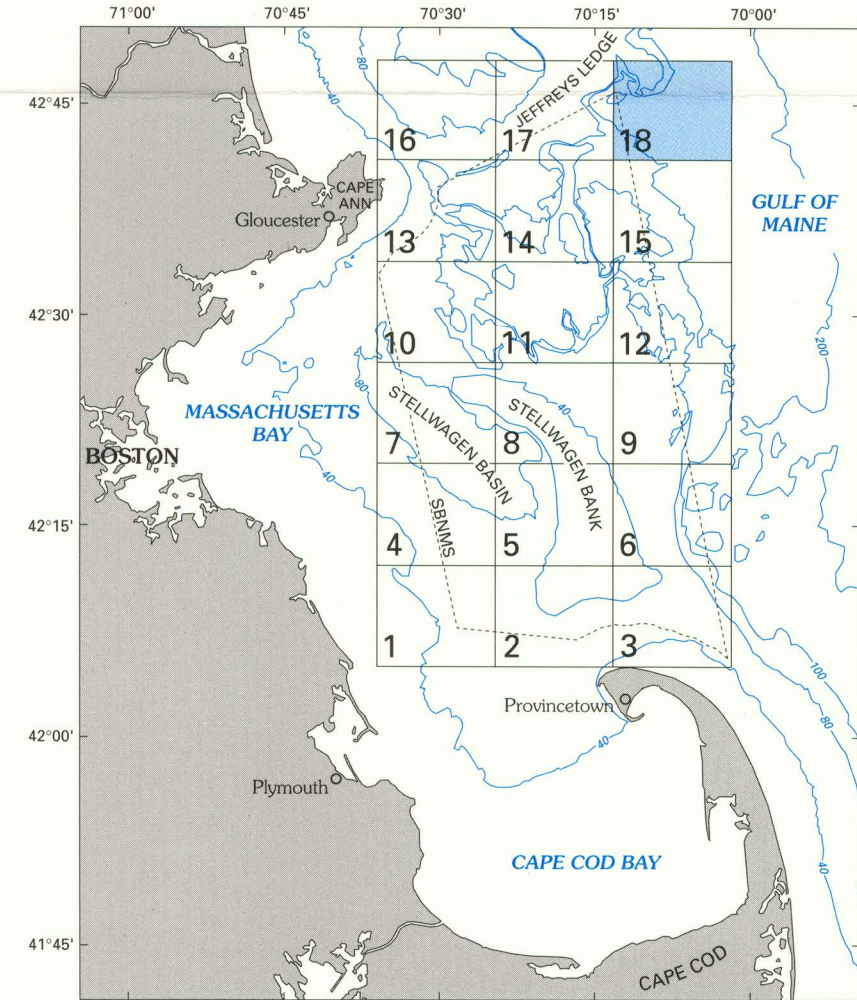 71°00' 70°45' 70°30' 70°15' 70°00'
42°45'
42°30'
42°15'
42°00'
41°45'
JEFFREYS LEDGE
80
40
16 17 18
CAPE
ANN
Gloucester
GULF OF
MAINE
13 14 15
10 11 12
200
80
40
STELLWAGEN BASIN
STELLWAGEN BANK
MASSACHUSETTS
BAY
BOSTON
7 8 9
40
SBNMS
4 5 6
1 2 3
100
80
40
Provincetown
40
Plymouth
CAPE COD BAY
CAPE COD